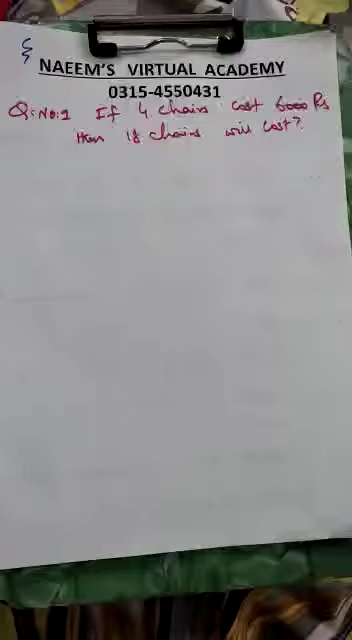 NAEEM'S VIRTUAL ACADEMY
0315-4550431
Q:No:1 If 4 chairs cost 6000 Rs
then 18 chairs will cost?